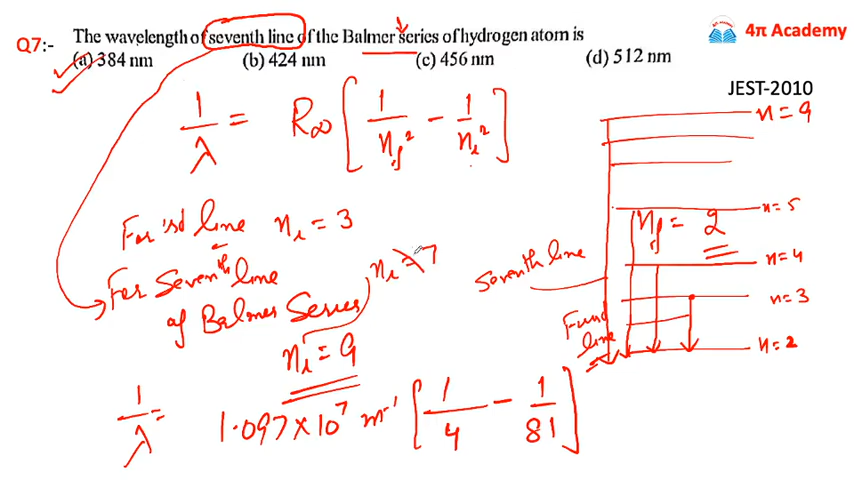 Q7:- The wavelength of seventh line of the Balmer series of hydrogen atom is
(a) 384 nm (b) 424 nm (c) 456 nm (d) 512 nm
4π Academy
JEST-2010
1/λ = R∞ [1/n_f² - 1/n_i²]
n = 9
n = 5
n_f = 2
n = 4
n = 3
n = 2
Seventh line
line
For Ist line n_i = 3
For Seventh line n_i = 7
of Balmer Series
n_i = 9
1/λ = 1.097 × 10⁷ m⁻¹ [1/4 - 1/81]